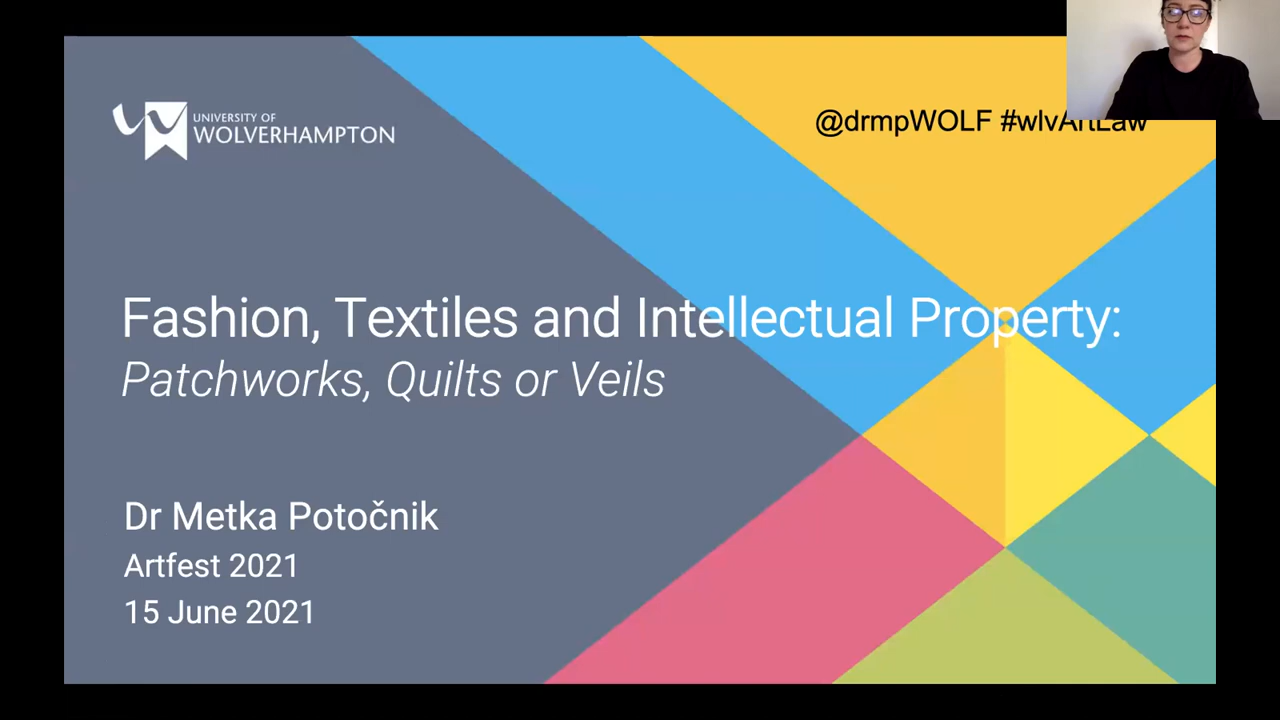 UNIVERSITY OF
WOLVERHAMPTON
@drmpWOLF #wlvArtLaw
Fashion, Textiles and Intellectual Property:
Patchworks, Quilts or Veils
Dr Metka Potočnik
Artfest 2021
15 June 2021